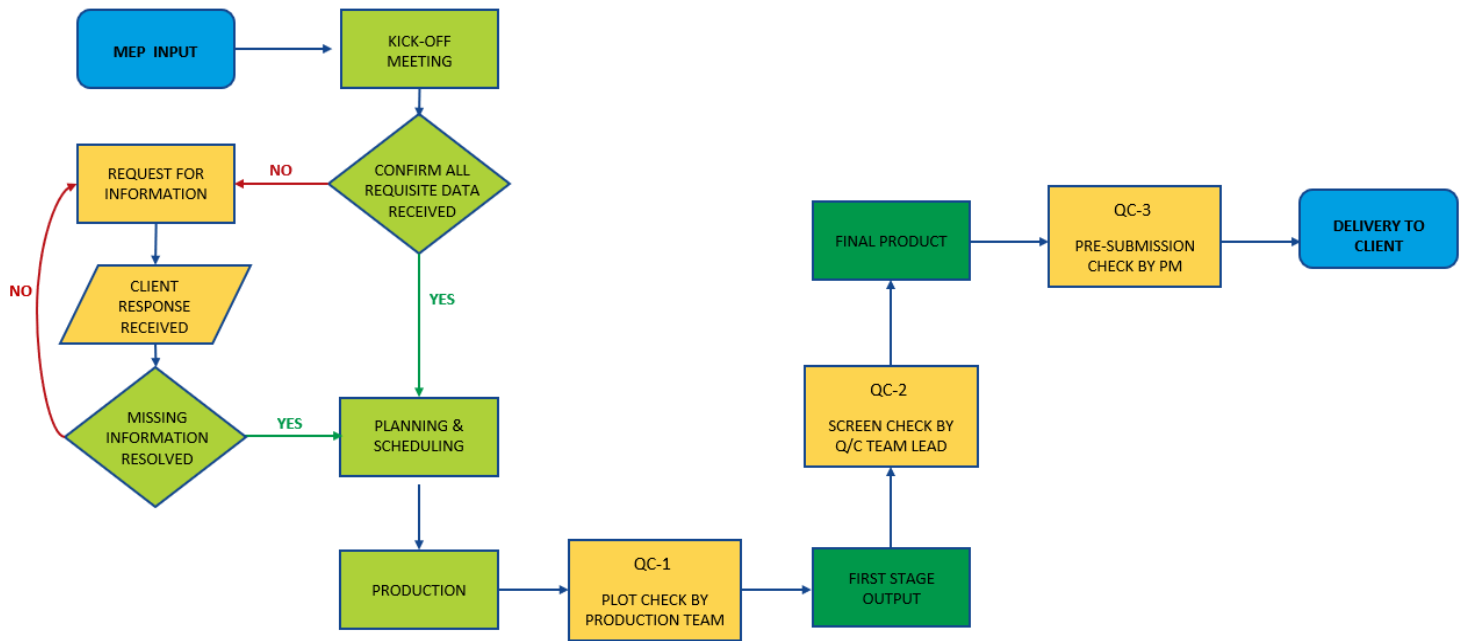 MEP INPUT
KICK-OFF
MEETING
REQUEST FOR
INFORMATION
NO
CONFIRM ALL
REQUISITE DATA
RECEIVED
NO
CLIENT
RESPONSE
RECEIVED
YES
MISSING
INFORMATION
RESOLVED
YES
PLANNING &
SCHEDULING
PRODUCTION
QC-1
PLOT CHECK BY
PRODUCTION TEAM
FIRST STAGE
OUTPUT
QC-2
SCREEN CHECK BY
Q/C TEAM LEAD
FINAL PRODUCT
QC-3
PRE-SUBMISSION
CHECK BY PM
DELIVERY TO
CLIENT